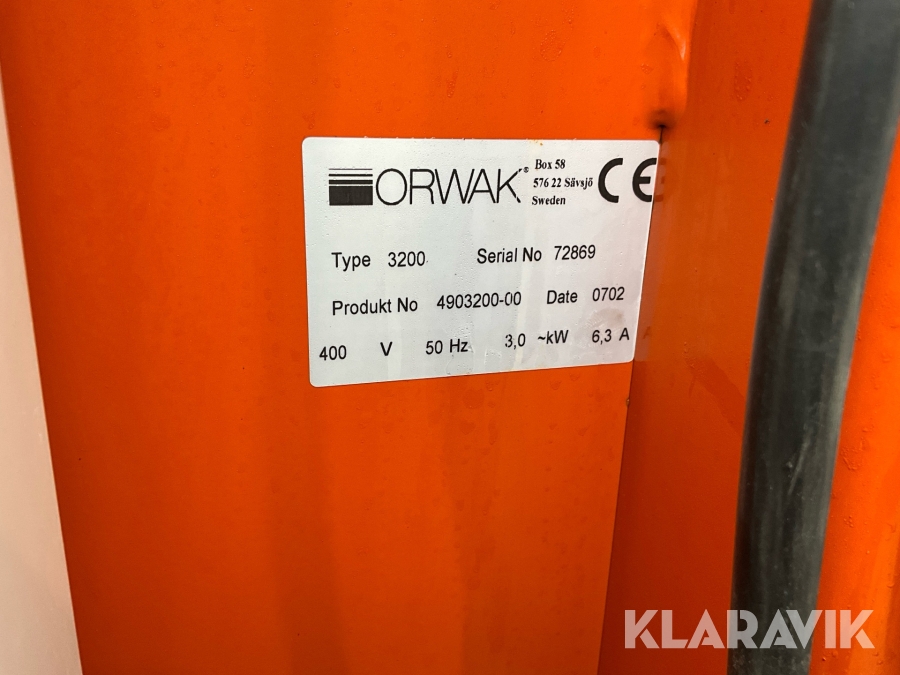 ORWAK®
Box 58
576 22 Sävsjö
Sweden
CE
Type 3200 Serial No 72869
Produkt No 4903200-00 Date 0702
400 V 50 Hz 3,0 ~kW 6,3 A
KLARAVIK